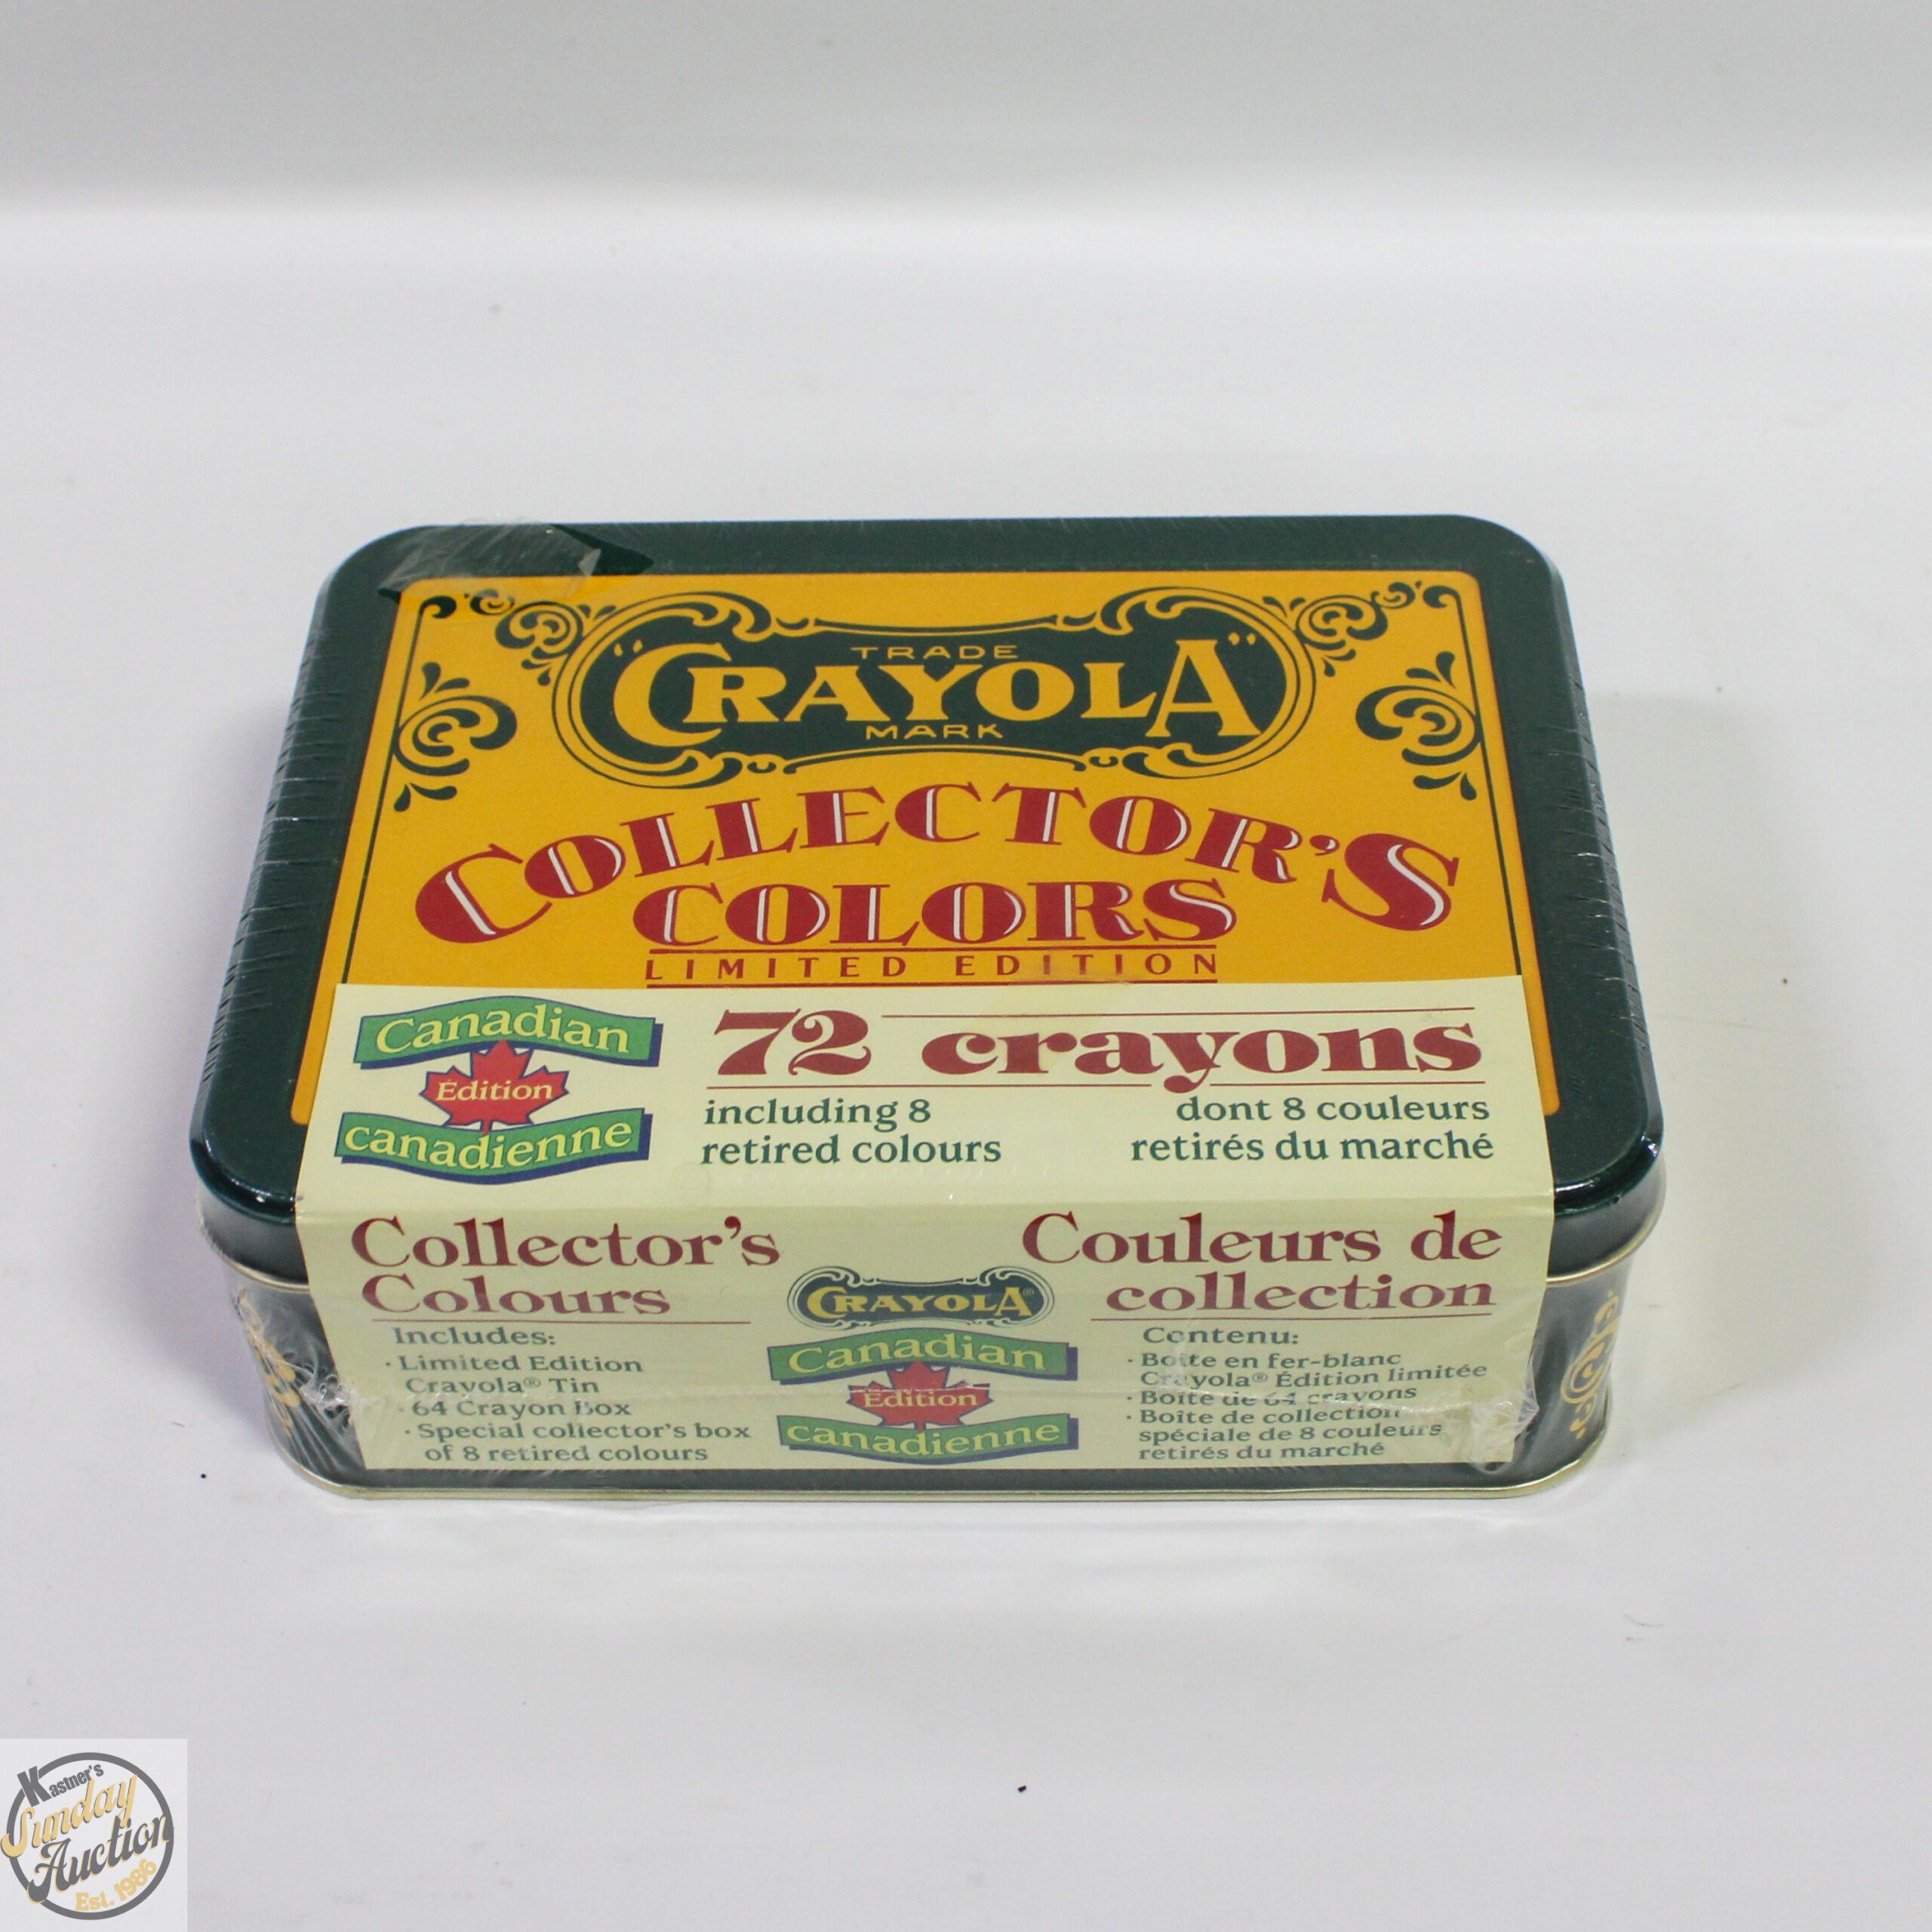 TRADE
"CRAYOLA"
MARK
COLLECTOR'S
COLORS
LIMITED EDITION
Canadian
Edition
canadienne
72 crayons
including 8
retired colours
dont 8 couleurs
retirés du marché
Collector's
Colours
Includes:
· Limited Edition
Crayola® Tin
· 64 Crayon Box
· Special collector's box
of 8 retired colours
CRAYOLA®
Canadian
Edition
canadienne
Couleurs de
collection
Contenu:
· Boîte en fer-blanc
Crayola® Édition limitée
· Boîte de 64 crayons
· Boîte de collection
spéciale de 8 couleurs
retirés du marché
Kastner's
Sunday
Auction
Est. 1986